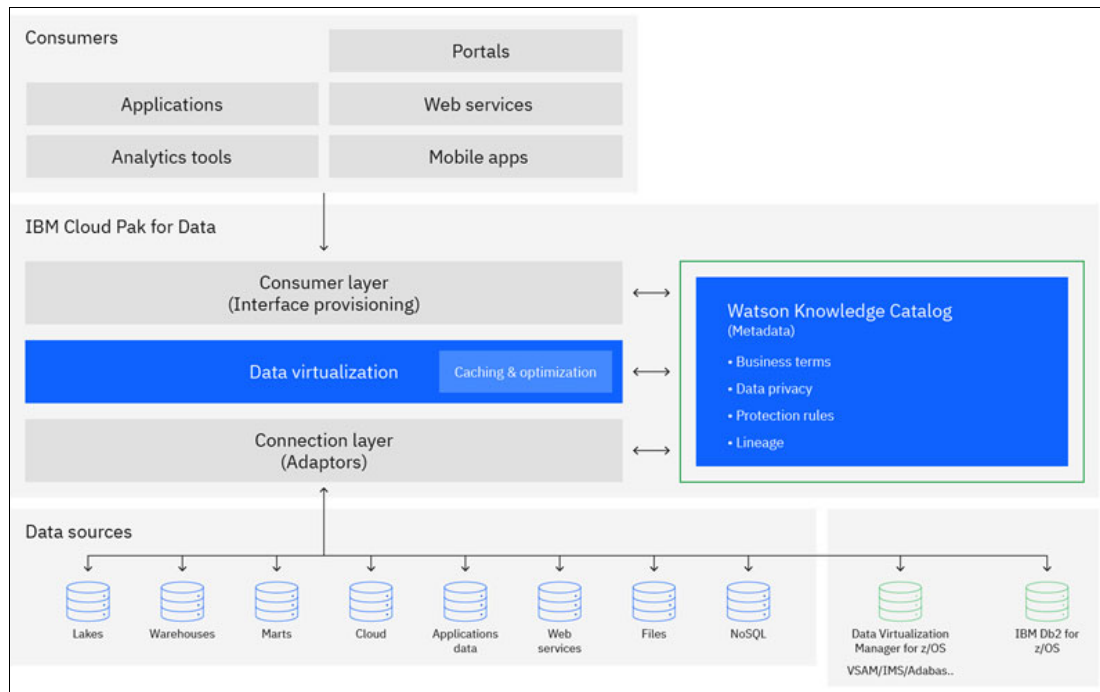 Consumers
Portals
Applications
Web services
Analytics tools
Mobile apps
IBM Cloud Pak for Data
Consumer layer
(Interface provisioning)
Data virtualization
Caching & optimization
Connection layer
(Adaptors)
Watson Knowledge Catalog
(Metadata)
• Business terms
• Data privacy
• Protection rules
• Lineage
Data sources
Lakes
Warehouses
Marts
Cloud
Applications
data
Web
services
Files
NoSQL
Data Virtualization
Manager for z/OS
VSAM/IMS/Adabas..
IBM Db2 for
z/OS